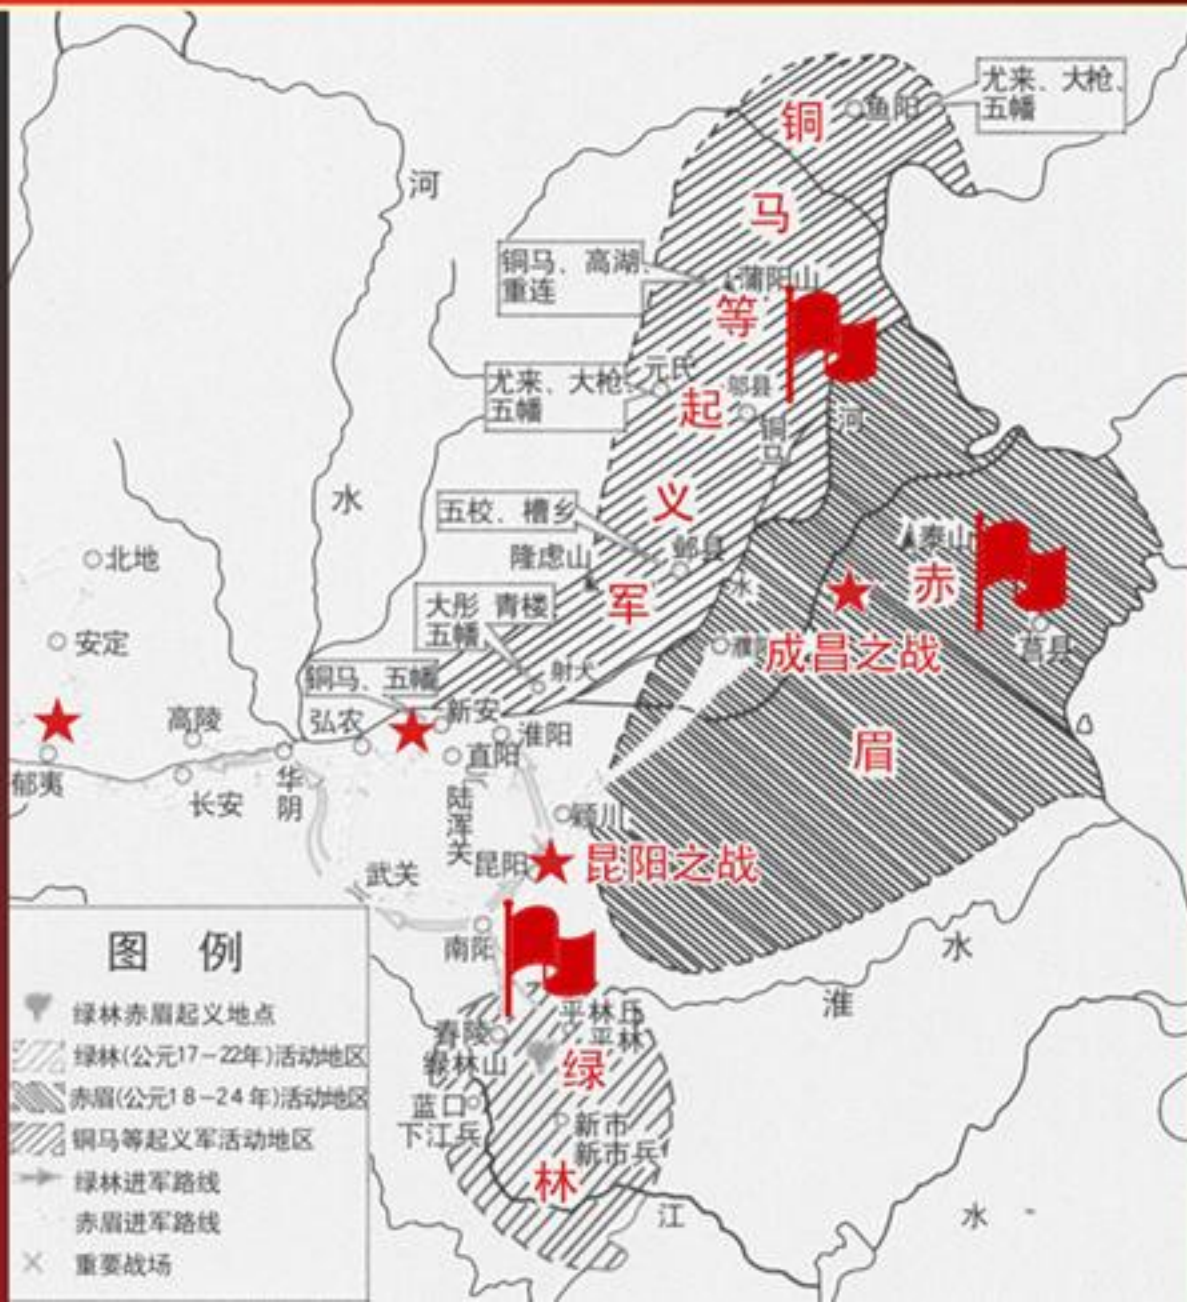 尤来、大枪、
五幡
铜
鱼阳
河
马
铜马、高湖、
重连
蒲阳山
等
元氏
尤来、大枪、
五幡
邬县
起
铜
马
河
水
义
五校、檀乡
北地
隆虑山
邺县
泰山
军
水
赤
大彤 青楼
五幡
安定
濮阳
成昌之战
莒县
铜马、五幡
射犬
高陵
弘农
新安
淮阳
直阳
眉
郁夷
长安
华
阴
陆
浑
关
颖川
武关
昆阳
昆阳之战
南阳
水
淮
图 例
绿林赤眉起义地点
绿林(公元17-22年)活动地区
赤眉(公元18-24年)活动地区
铜马等起义军活动地区
绿林进军路线
赤眉进军路线
重要战场
平林兵
平林
舂陵
绿林山
绿
蓝口
下江兵
新市
新市兵
林
江
水